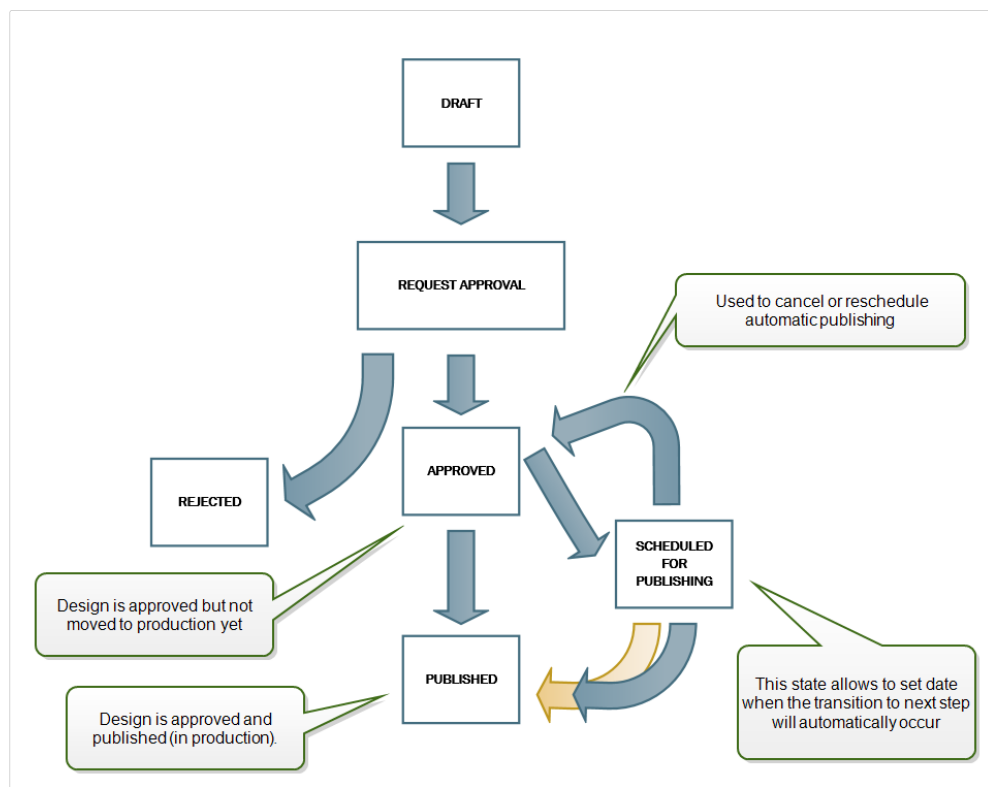 DRAFT
REQUEST APPROVAL
Used to cancel or reschedule
automatic publishing
APPROVED
REJECTED
SCHEDULED
FOR
PUBLISHING
Design is approved but not
moved to production yet
PUBLISHED
This state allows to set date
when the transition to next step
will automatically occur
Design is approved and
published (in production).